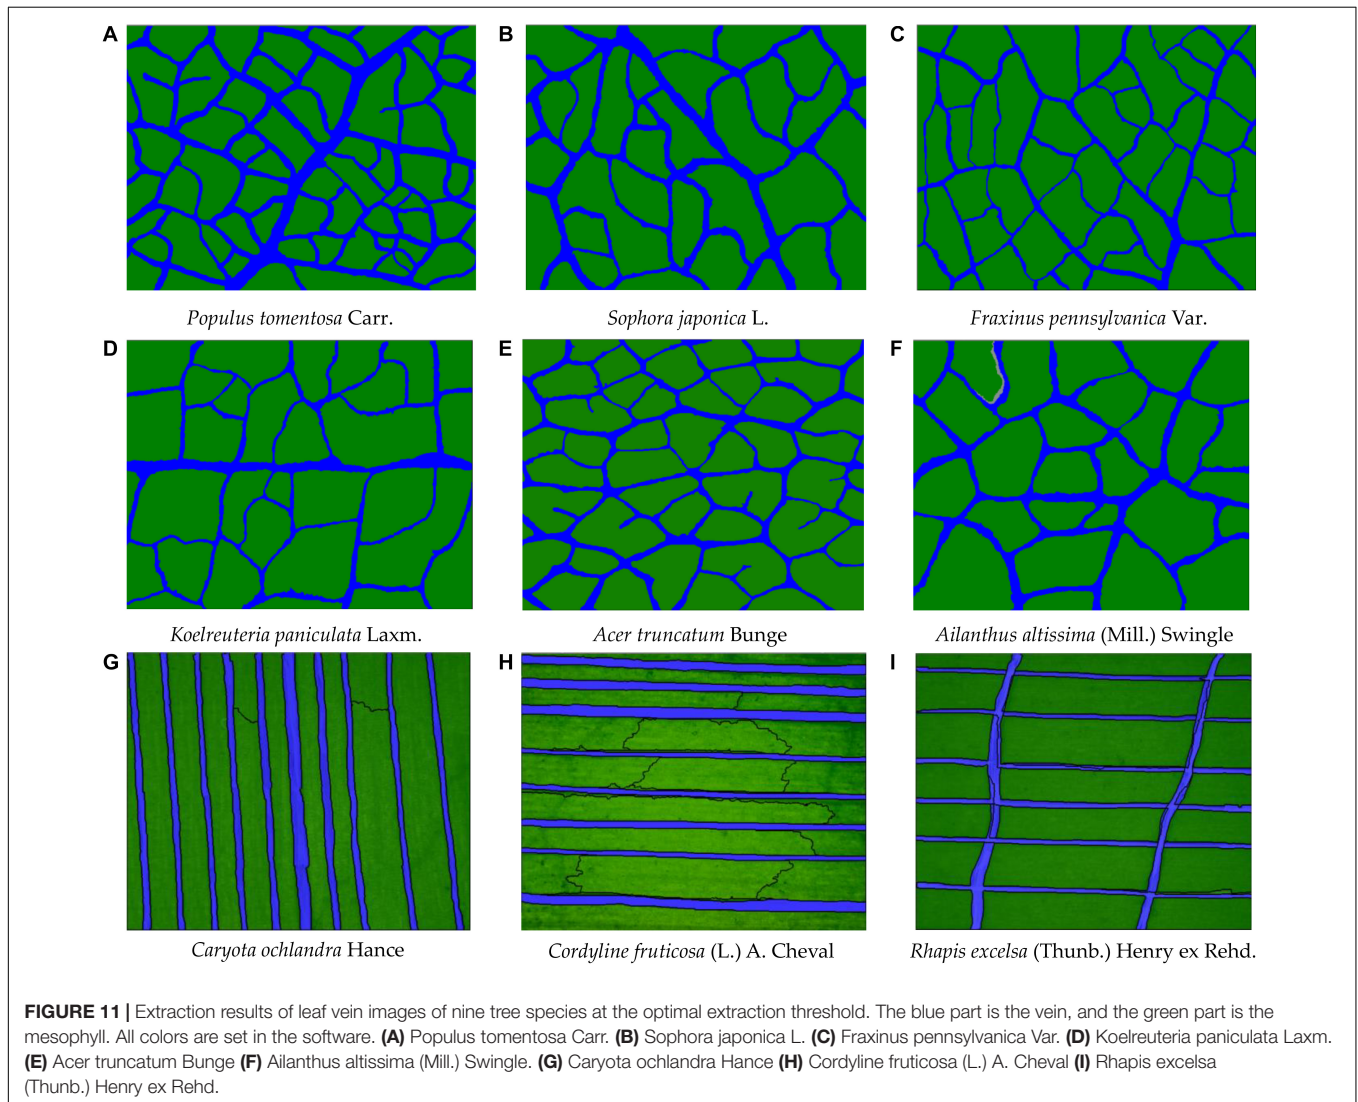 A
B
C
Populus tomentosa Carr.
Sophora japonica L.
Fraxinus pennsylvanica Var.
D
E
F
Koelreuteria paniculata Laxm.
Acer truncatum Bunge
Ailanthus altissima (Mill.) Swingle
G
H
I
Caryota ochlandra Hance
Cordyline fruticosa (L.) A. Cheval
Rhapis excelsa (Thunb.) Henry ex Rehd.
FIGURE 11 | Extraction results of leaf vein images of nine tree species at the optimal extraction threshold. The blue part is the vein, and the green part is the
mesophyll. All colors are set in the software. (A) Populus tomentosa Carr. (B) Sophora japonica L. (C) Fraxinus pennsylvanica Var. (D) Koelreuteria paniculata Laxm.
(E) Acer truncatum Bunge (F) Ailanthus altissima (Mill.) Swingle. (G) Caryota ochlandra Hance (H) Cordyline fruticosa (L.) A. Cheval (I) Rhapis excelsa
(Thunb.) Henry ex Rehd.